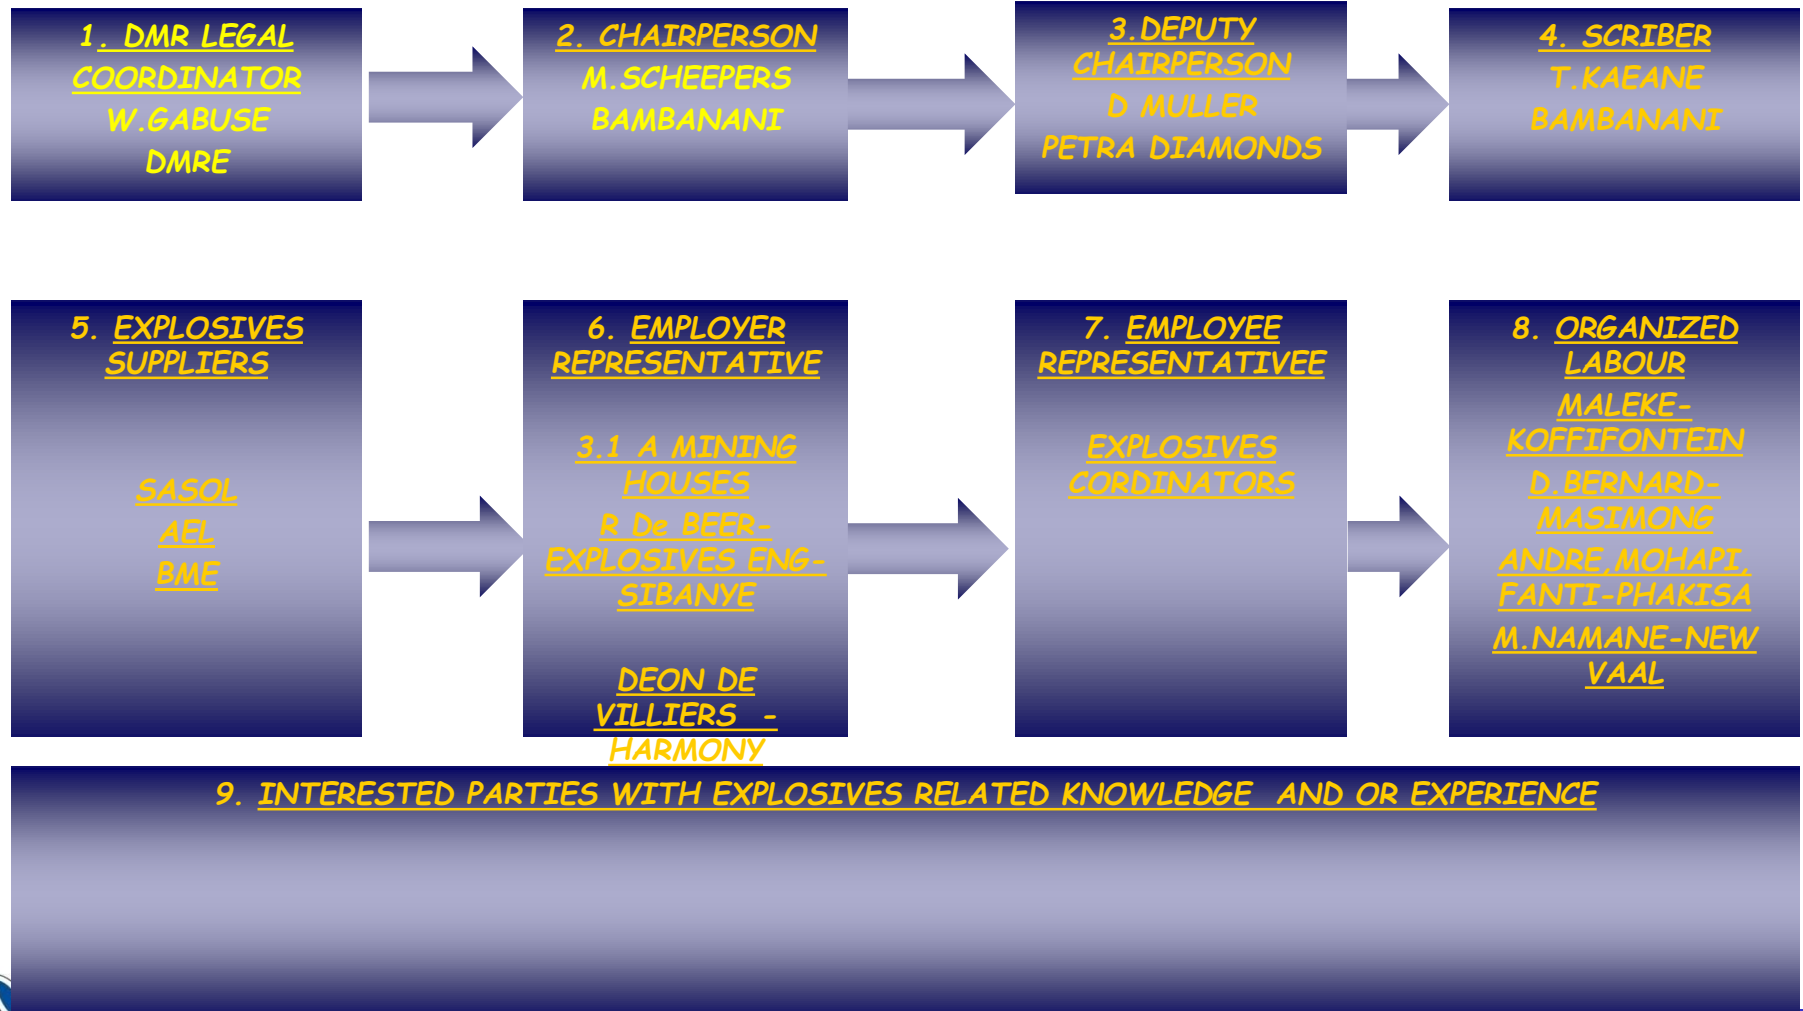 1. DMR LEGAL
COORDINATOR
W.GABUSE
DMRE
2. CHAIRPERSON
M.SCHEEPERS
BAMBANANI
3.DEPUTY
CHAIRPERSON
D MULLER
PETRA DIAMONDS
4. SCRIBER
T.KAEANE
BAMBANANI
5. EXPLOSIVES
SUPPLIERS
SASOL
AEL
BME
6. EMPLOYER
REPRESENTATIVE
3.1 A MINING
HOUSES
R De BEER-
EXPLOSIVES ENG-
SIBANYE
DEON DE
VILLIERS -
HARMONY
7. EMPLOYEE
REPRESENTATIVEE
EXPLOSIVES
CORDINATORS
8. ORGANIZED
LABOUR
MALEKE-
KOFFIFONTEIN
D.BERNARD-
MASIMONG
ANDRE,MOHAPI,
FANTI-PHAKISA
M.NAMANE-NEW
VAAL
9. INTERESTED PARTIES WITH EXPLOSIVES RELATED KNOWLEDGE AND OR EXPERIENCE